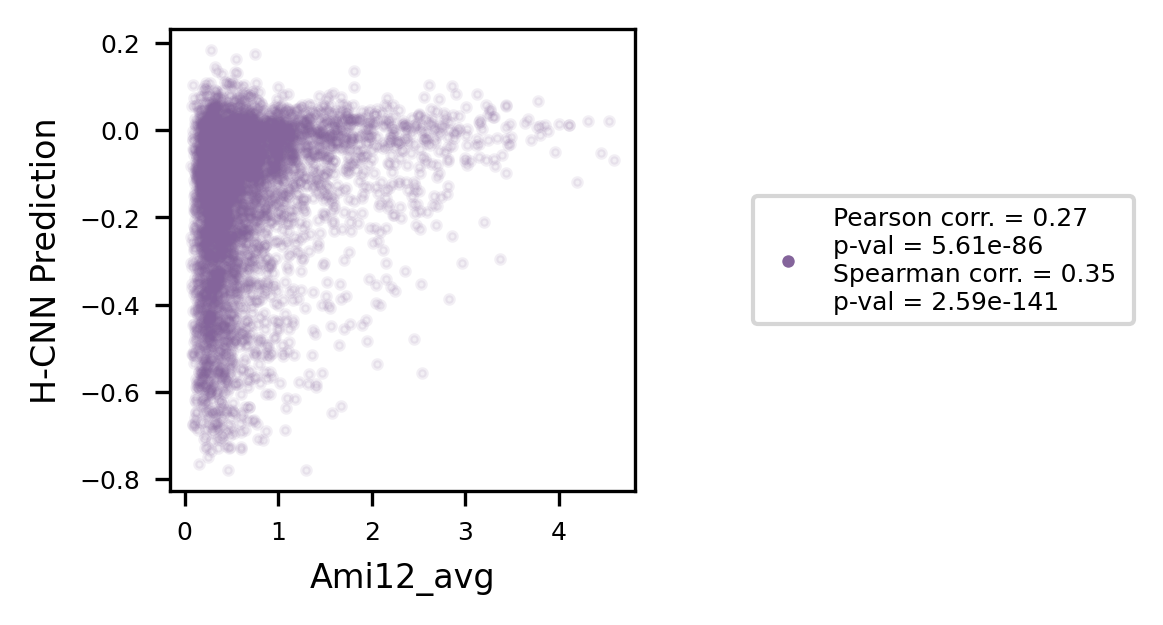 H-CNN Prediction
0.2
0.0
−0.2
−0.4
−0.6
−0.8
0
1
2
3
4
Ami12_avg
Pearson corr. = 0.27
p-val = 5.61e-86
Spearman corr. = 0.35
p-val = 2.59e-141